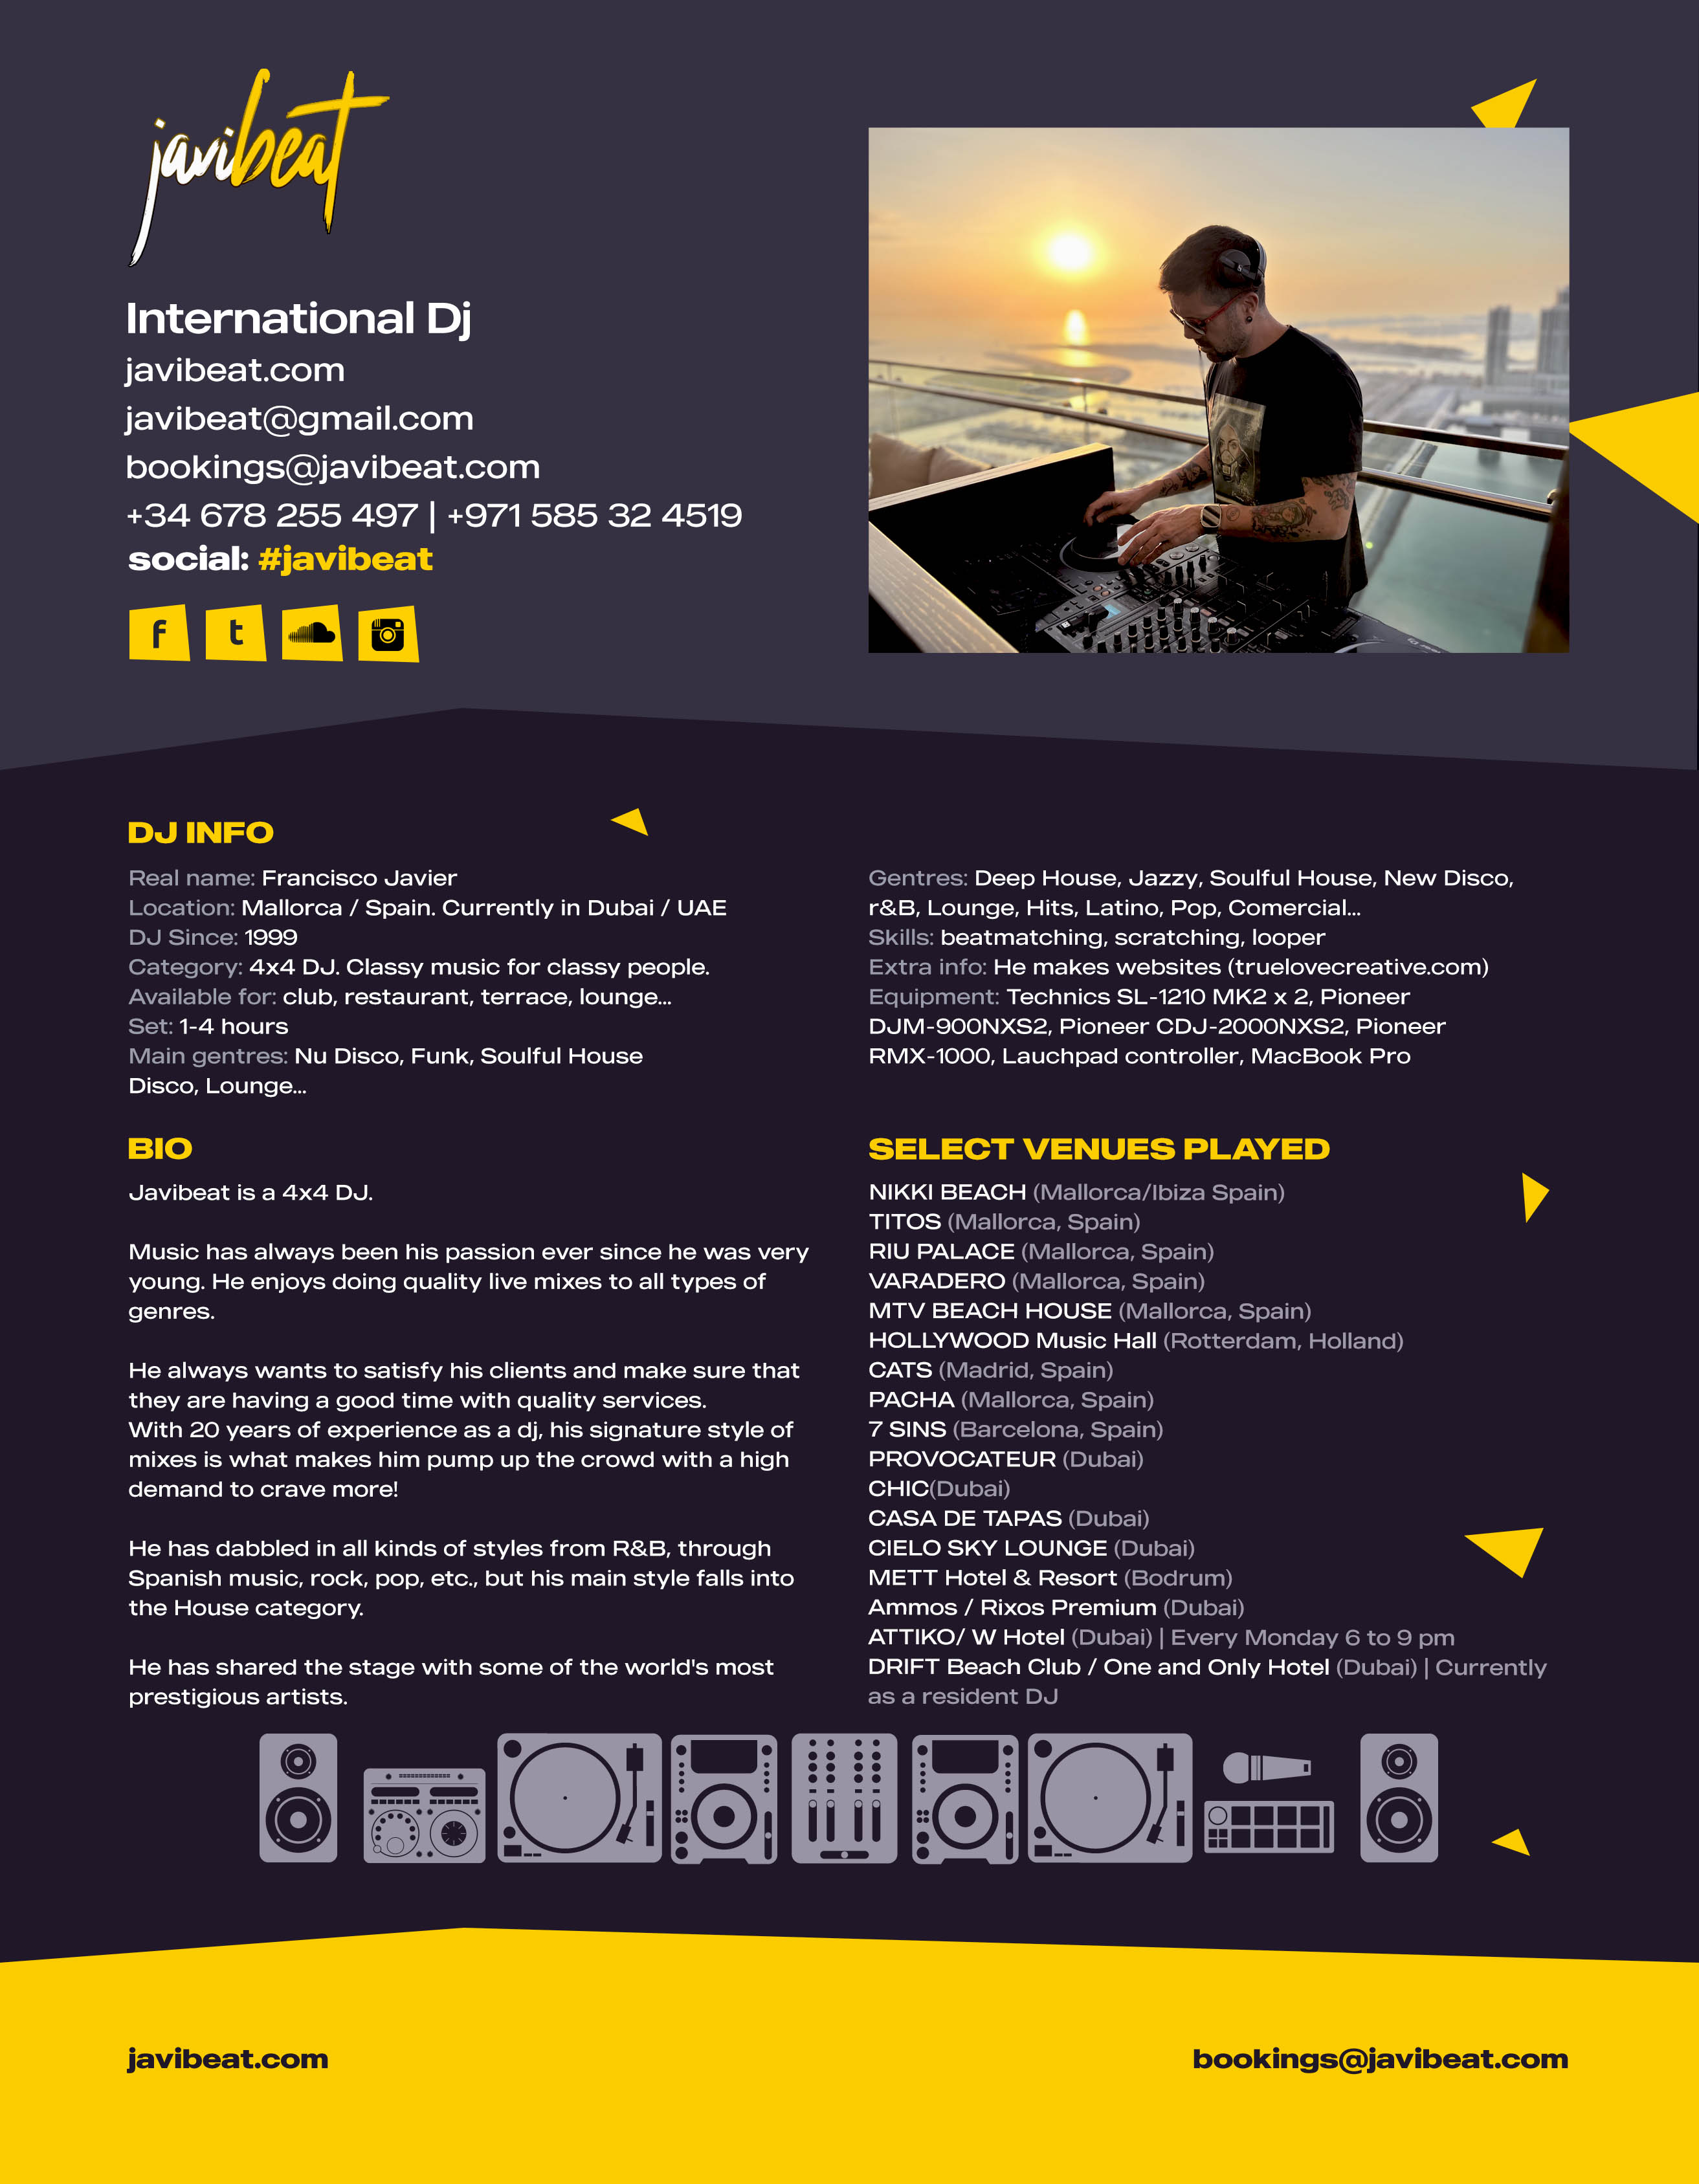 javibeat
International Dj
javibeat.com
javibeat@gmail.com
bookings@javibeat.com
+34 678 255 497 | +971 585 32 4519
social: #javibeat
f t
DJ INFO
Real name: Francisco Javier
Location: Mallorca / Spain. Currently in Dubai / UAE
DJ Since: 1999
Category: 4x4 DJ. Classy music for classy people.
Available for: club, restaurant, terrace, lounge...
Set: 1-4 hours
Main gentres: Nu Disco, Funk, Soulful House
Disco, Lounge...
Gentres: Deep House, Jazzy, Soulful House, New Disco,
r&B, Lounge, Hits, Latino, Pop, Comercial...
Skills: beatmatching, scratching, looper
Extra info: He makes websites (truelovecreative.com)
Equipment: Technics SL-1210 MK2 x 2, Pioneer
DJM-900NXS2, Pioneer CDJ-2000NXS2, Pioneer
RMX-1000, Lauchpad controller, MacBook Pro
BIO
Javibeat is a 4x4 DJ.
Music has always been his passion ever since he was very
young. He enjoys doing quality live mixes to all types of
genres.
He always wants to satisfy his clients and make sure that
they are having a good time with quality services.
With 20 years of experience as a dj, his signature style of
mixes is what makes him pump up the crowd with a high
demand to crave more!
He has dabbled in all kinds of styles from R&B, through
Spanish music, rock, pop, etc., but his main style falls into
the House category.
He has shared the stage with some of the world's most
prestigious artists.
SELECT VENUES PLAYED
NIKKI BEACH (Mallorca/Ibiza Spain)
TITOS (Mallorca, Spain)
RIU PALACE (Mallorca, Spain)
VARADERO (Mallorca, Spain)
MTV BEACH HOUSE (Mallorca, Spain)
HOLLYWOOD Music Hall (Rotterdam, Holland)
CATS (Madrid, Spain)
PACHA (Mallorca, Spain)
7 SINS (Barcelona, Spain)
PROVOCATEUR (Dubai)
CHIC(Dubai)
CASA DE TAPAS (Dubai)
CIELO SKY LOUNGE (Dubai)
METT Hotel & Resort (Bodrum)
Ammos / Rixos Premium (Dubai)
ATTIKO/ W Hotel (Dubai) | Every Monday 6 to 9 pm
DRIFT Beach Club / One and Only Hotel (Dubai) | Currently
as a resident DJ
javibeat.com
bookings@javibeat.com